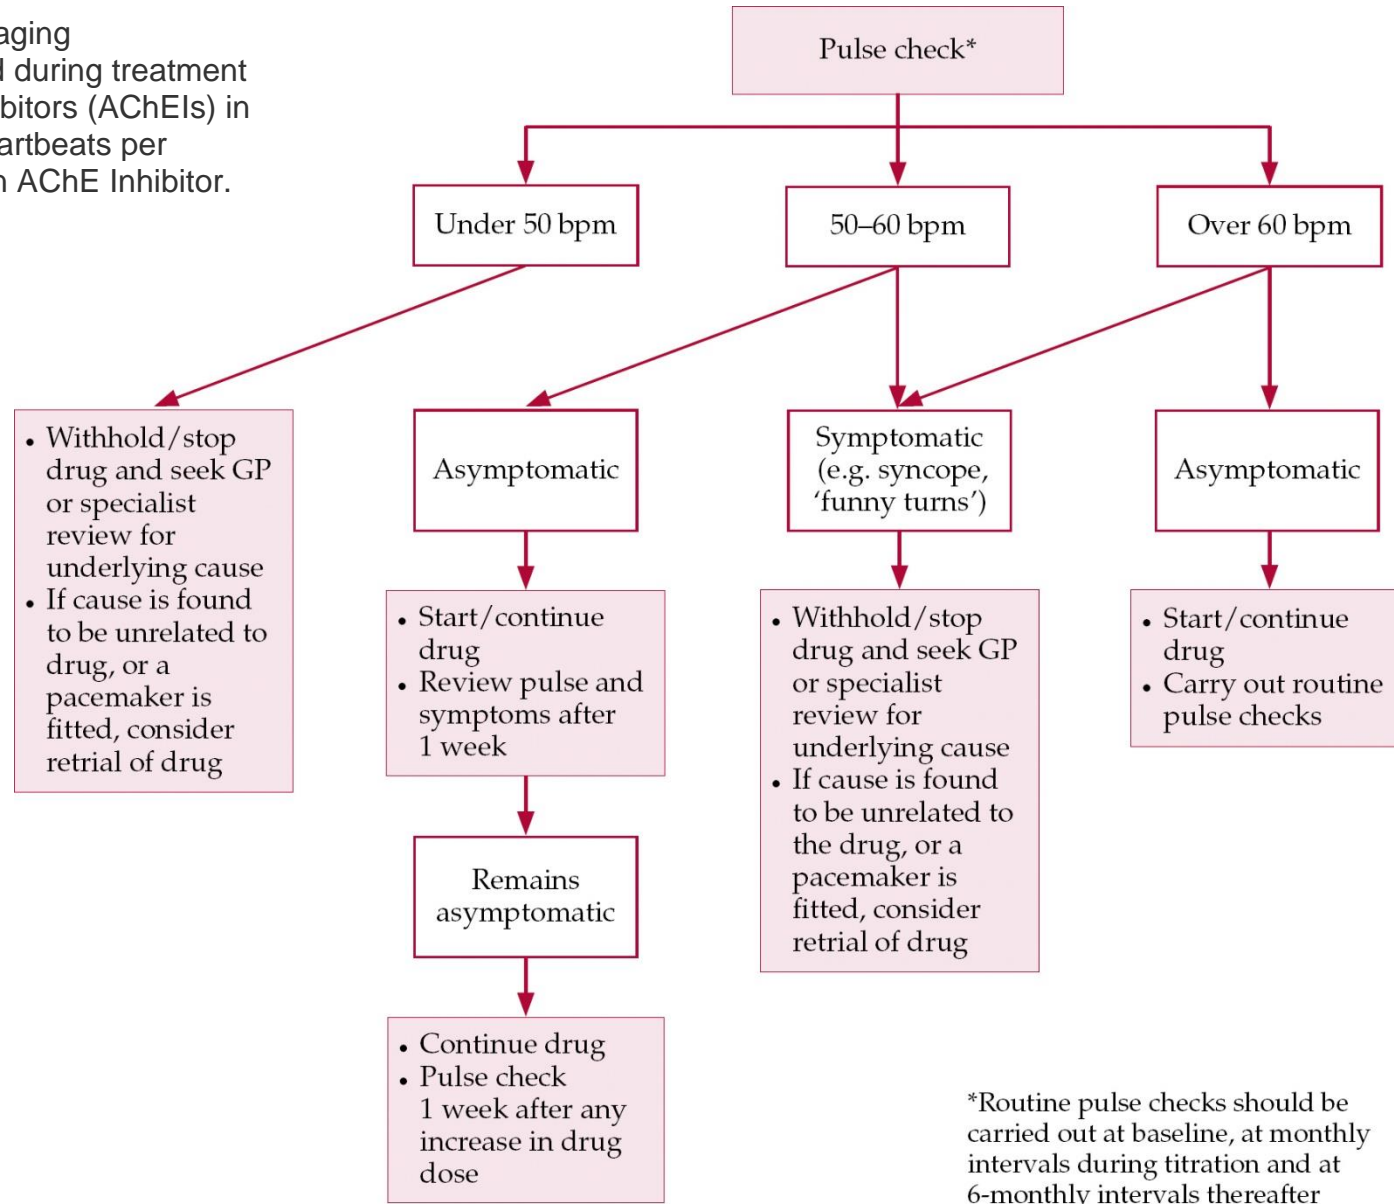 aging
d during treatment
bitors (AChEIs) in
artbeats per
n AChE Inhibitor.
Pulse check*
Under 50 bpm
50–60 bpm
Over 60 bpm
• Withhold/stop
drug and seek GP
or specialist
review for
underlying cause
• If cause is found
to be unrelated to
drug, or a
pacemaker is
fitted, consider
retrial of drug
Asymptomatic
• Start/continue
drug
• Review pulse and
symptoms after
1 week
Remains
asymptomatic
• Continue drug
• Pulse check
1 week after any
increase in drug
dose
Symptomatic
(e.g. syncope,
‘funny turns’)
• Withhold/stop
drug and seek GP
or specialist
review for
underlying cause
• If cause is found
to be unrelated to
the drug, or a
pacemaker is
fitted, consider
retrial of drug
Asymptomatic
• Start/continue
drug
• Carry out routine
pulse checks
*Routine pulse checks should be
carried out at baseline, at monthly
intervals during titration and at
6-monthly intervals thereafter